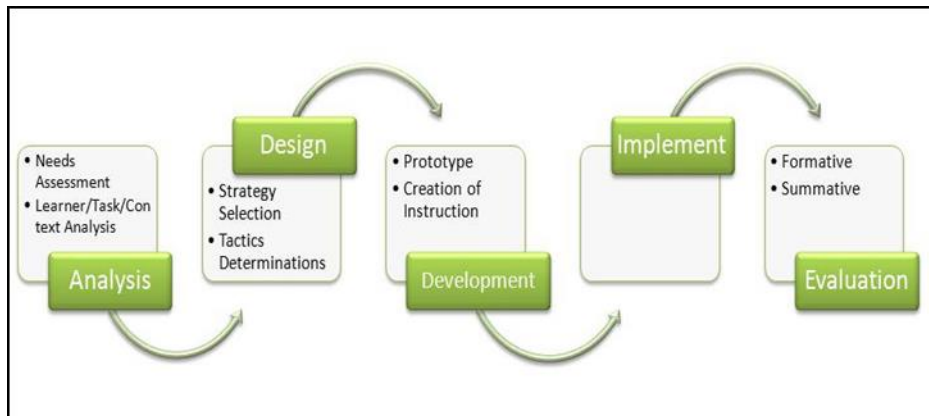 • Needs
Assessment
• Learner/Task/Con
text Analysis
Analysis
Design
• Strategy
Selection
• Tactics
Determinations
• Prototype
• Creation of
Instruction
Development
Implement
• Formative
• Summative
Evaluation